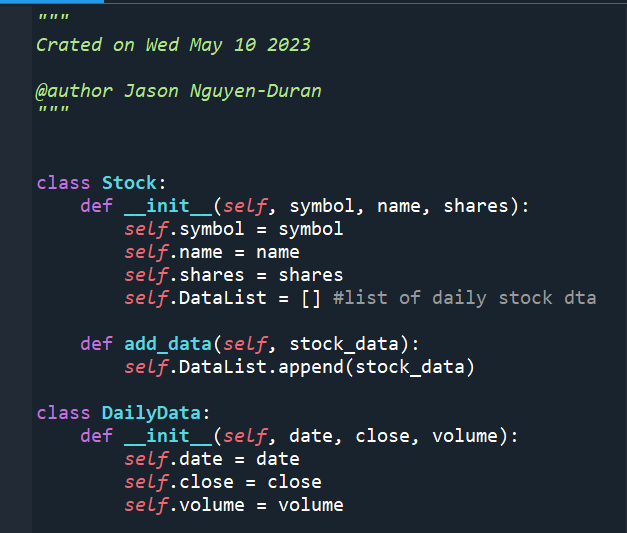 """
Crated on Wed May 10 2023
@author Jason Nguyen-Duran
"""
class Stock:
    def __init__(self, symbol, name, shares):
        self.symbol = symbol
        self.name = name
        self.shares = shares
        self.DataList = [] #list of daily stock dta
    def add_data(self, stock_data):
        self.DataList.append(stock_data)
class DailyData:
    def __init__(self, date, close, volume):
        self.date = date
        self.close = close
        self.volume = volume